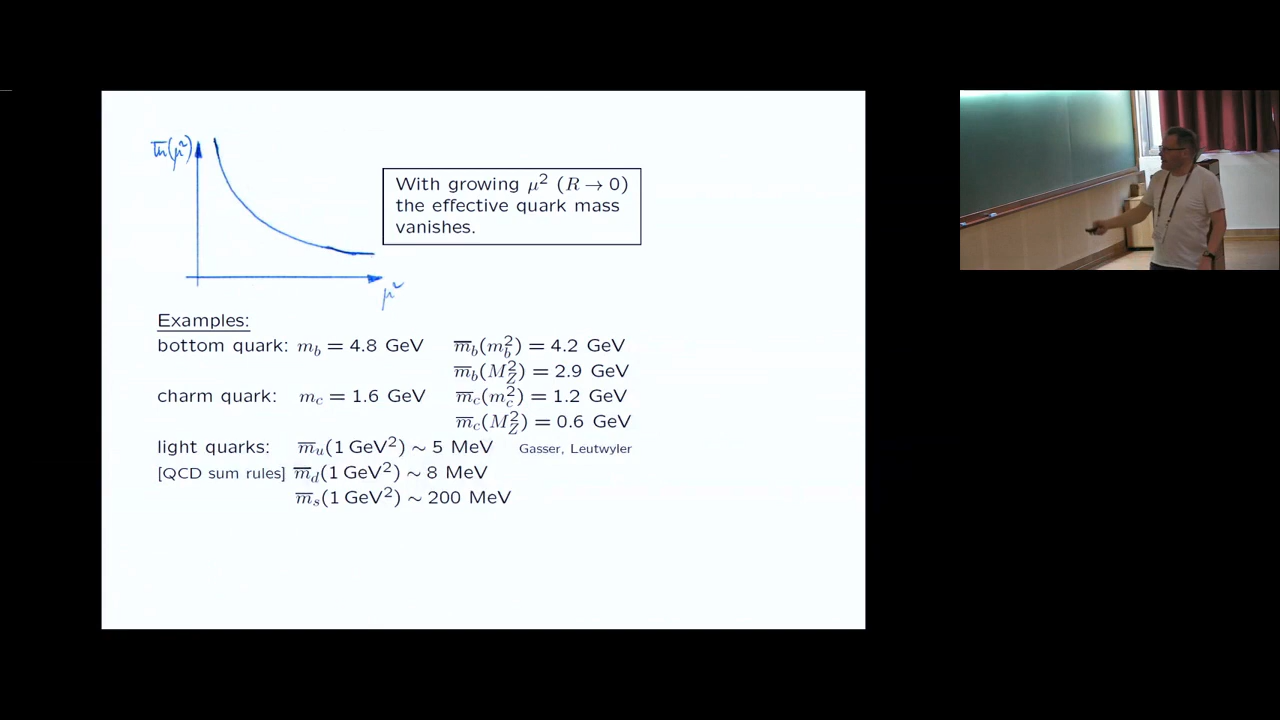 m̅(μ²)
With growing μ² (R → 0)
the effective quark mass
vanishes.
μ²
Examples:
bottom quark: m_b = 4.8 GeV m̅_b(m_b²) = 4.2 GeV
m̅_b(M_Z²) = 2.9 GeV
charm quark: m_c = 1.6 GeV m̅_c(m_c²) = 1.2 GeV
m̅_c(M_Z²) = 0.6 GeV
light quarks: m̅_u(1 GeV²) ∼ 5 MeV Gasser, Leutwyler
[QCD sum rules] m̅_d(1 GeV²) ∼ 8 MeV
m̅_s(1 GeV²) ∼ 200 MeV